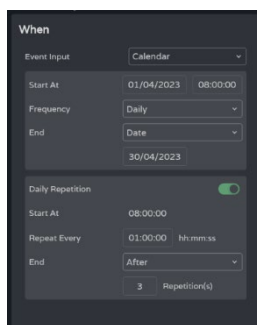 When
Event Input Calendar
Start At 01/04/2023 08:00:00
Frequency Daily
End Date
30/04/2023
Daily Repetition
Start At 08:00:00
Repeat Every 01:00:00 hh:mm:ss
End After
3 Repetition(s)